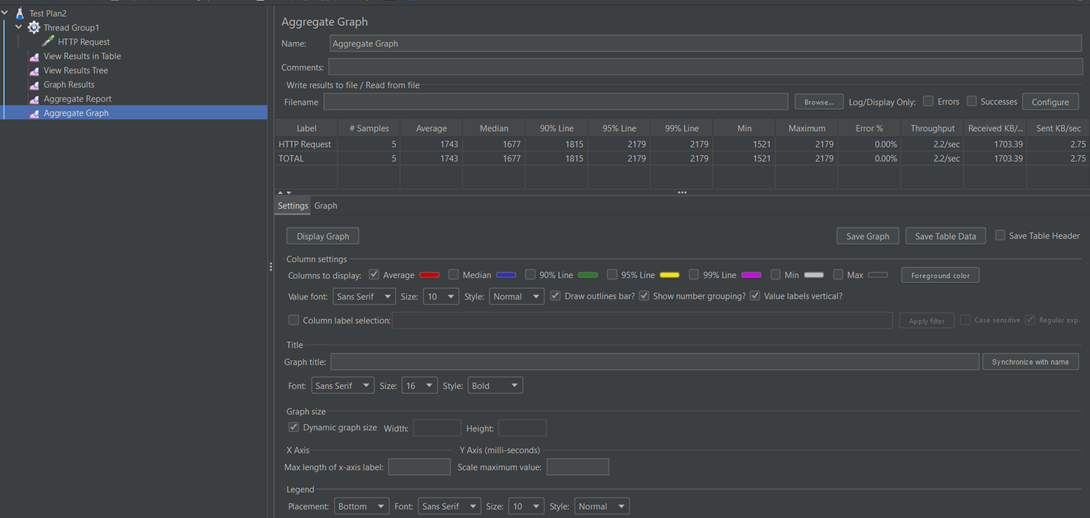 Test Plan2
Thread Group1
HTTP Request
View Results in Table
View Results Tree
Graph Results
Aggregate Report
Aggregate Graph
Aggregate Graph
Name: Aggregate Graph
Comments:
Write results to file / Read from file
Filename Browse... Log/Display Only: Errors Successes Configure
Label # Samples Average Median 90% Line 95% Line 99% Line Min Maximum Error % Throughput Received KB/... Sent KB/sec
HTTP Request 5 1743 1677 1815 2179 2179 1521 2179 0.00% 2.2/sec 1703.39 2.75
TOTAL 5 1743 1677 1815 2179 2179 1521 2179 0.00% 2.2/sec 1703.39 2.75
Settings Graph
Display Graph Save Graph Save Table Data Save Table Header
Column settings
Columns to display: Average Median 90% Line 95% Line 99% Line Min Max Foreground color
Value font: Sans Serif Size: 10 Style: Normal Draw outlines bar? Show number grouping? Value labels vertical?
Column label selection: Apply filter Case sensitive Regular exp.
Title
Graph title: Synchronize with name
Font: Sans Serif Size: 16 Style: Bold
Graph size
Dynamic graph size Width: Height:
X Axis Y Axis (milli-seconds)
Max length of x-axis label: Scale maximum value:
Legend
Placement: Bottom Font: Sans Serif Size: 10 Style: Normal